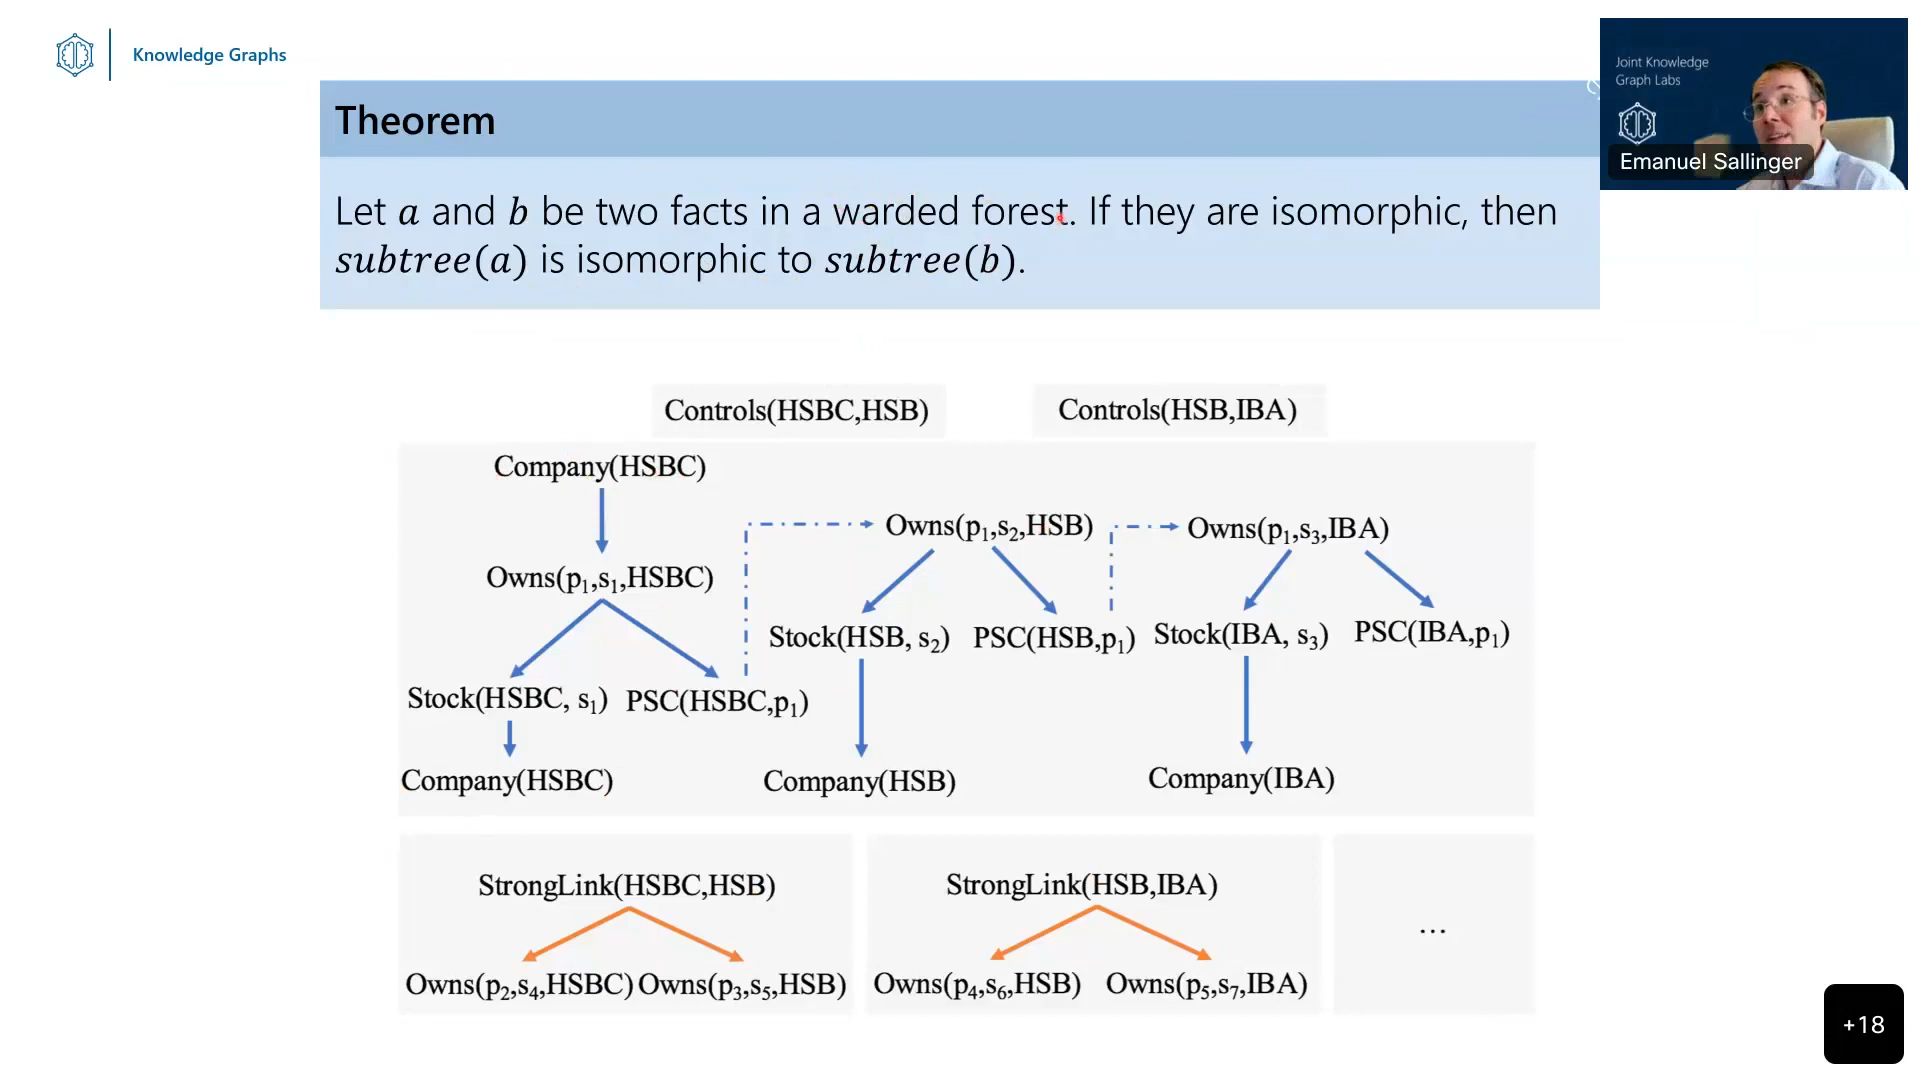 Knowledge Graphs
Joint Knowledge
Graph Labs
Emanuel Sallinger
Theorem
Let a and b be two facts in a warded forest. If they are isomorphic, then
subtree(a) is isomorphic to subtree(b).
Controls(HSBC,HSB) Controls(HSB,IBA)
Company(HSBC)
Owns(p₁,s₂,HSB) Owns(p₁,s₃,IBA)
Owns(p₁,s₁,HSBC)
Stock(HSB, s₂) PSC(HSB,p₁) Stock(IBA, s₃) PSC(IBA,p₁)
Stock(HSBC, s₁) PSC(HSBC,p₁)
Company(HSBC) Company(HSB) Company(IBA)
StrongLink(HSBC,HSB) StrongLink(HSB,IBA)
...
Owns(p₂,s₄,HSBC) Owns(p₃,s₅,HSB) Owns(p₄,s₆,HSB) Owns(p₅,s₇,IBA)
+18